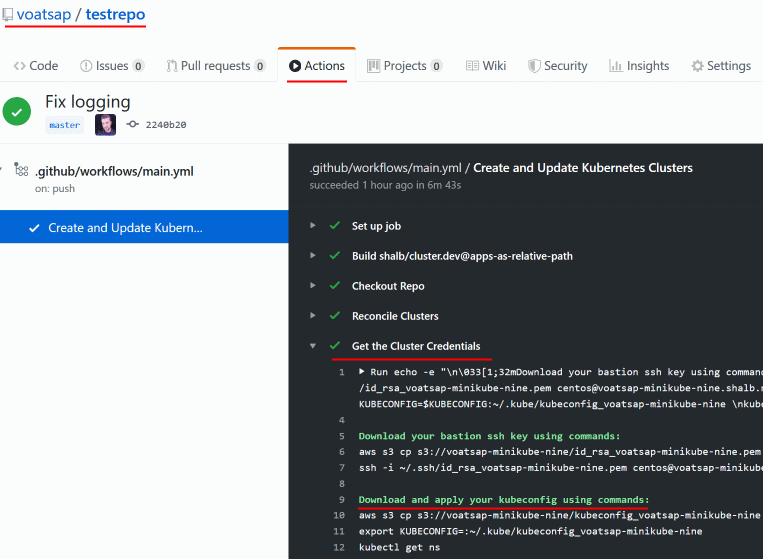 voatsap / testrepo
Code Issues 0 Pull requests 0 Actions Projects 0 Wiki Security Insights Settings
Fix logging
master 2240b20
.github/workflows/main.yml
on: push
Create and Update Kubern...
.github/workflows/main.yml / Create and Update Kubernetes Clusters
succeeded 1 hour ago in 6m 43s
Set up job
Build shalb/cluster.dev@apps-as-relative-path
Checkout Repo
Reconcile Clusters
Get the Cluster Credentials
1 Run echo -e "\n\033[1;32mDownload your bastion ssh key using comman
/id_rsa_voatsap-minikube-nine.pem centos@voatsap-minikube-nine.shalb.
KUBECONFIG=$KUBECONFIG:~/.kube/kubeconfig_voatsap-minikube-nine \nkube
4
5 Download your bastion ssh key using commands:
6 aws s3 cp s3://voatsap-minikube-nine/id_rsa_voatsap-minikube-nine.pem
7 ssh -i ~/.ssh/id_rsa_voatsap-minikube-nine.pem centos@voatsap-minikube
8
9 Download and apply your kubeconfig using commands:
10 aws s3 cp s3://voatsap-minikube-nine/kubeconfig_voatsap-minikube-nine
11 export KUBECONFIG=:~/.kube/kubeconfig_voatsap-minikube-nine
12 kubectl get ns